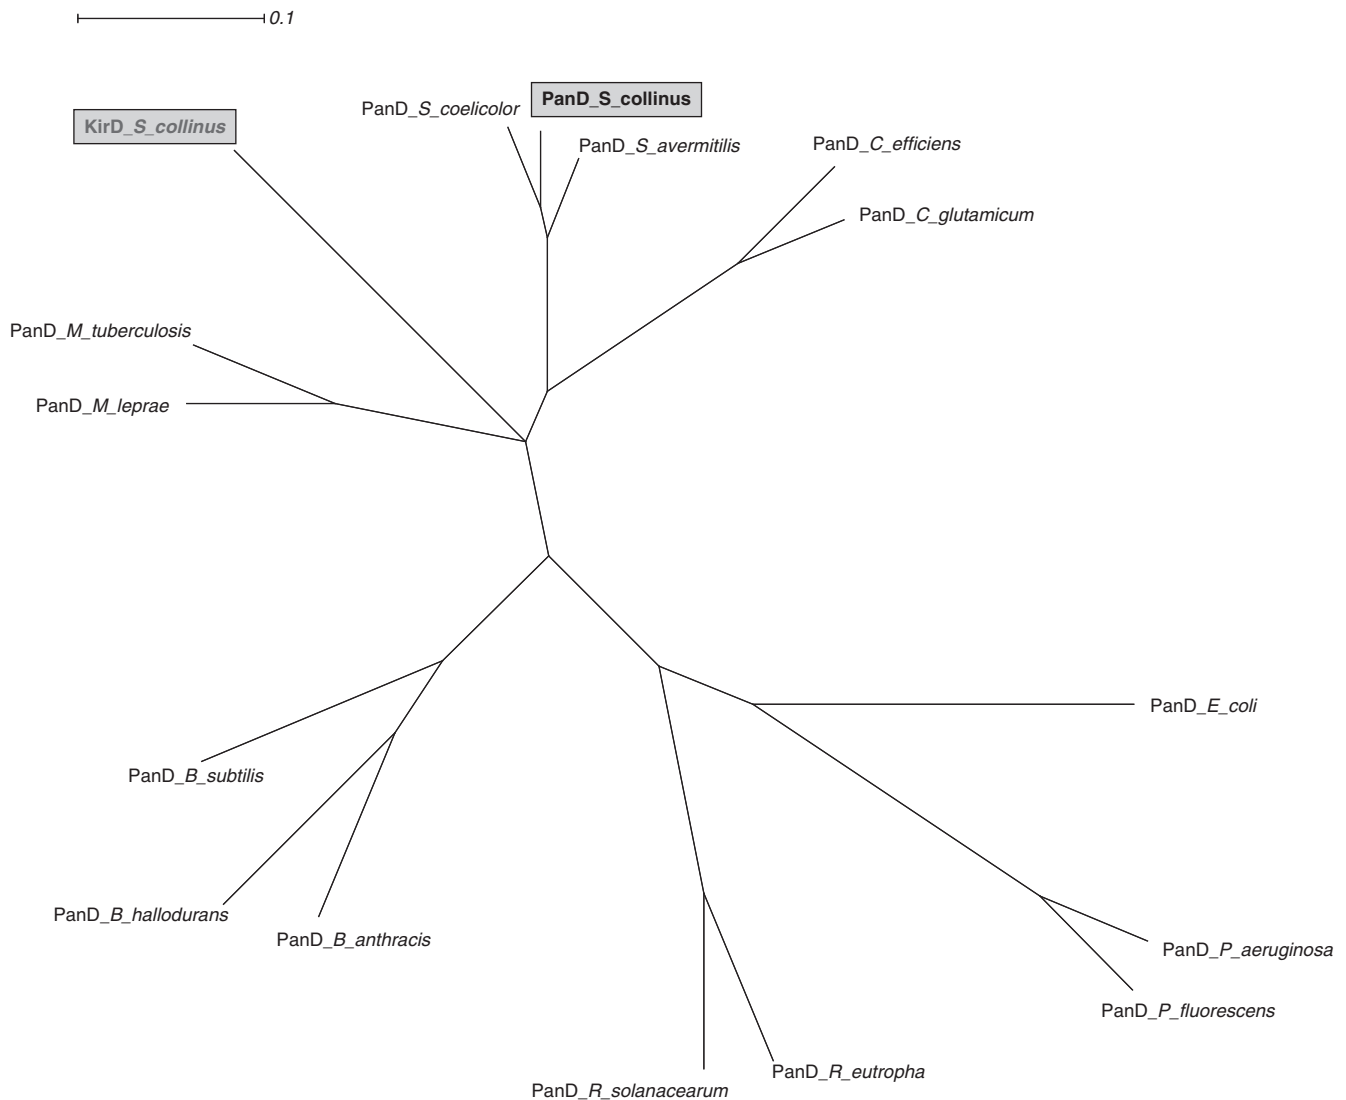 0.1
PanD_S_collinus
PanD_S_coelicolor
KirD_S_collinus
PanD_S_avermitilis
PanD_C_efficiens
PanD_C_glutamicum
PanD_M_tuberculosis
PanD_M_leprae
PanD_E_coli
PanD_B_subtilis
PanD_B_hallodurans
PanD_B_anthracis
PanD_P_aeruginosa
PanD_P_fluorescens
PanD_R_eutropha
PanD_R_solanacearum